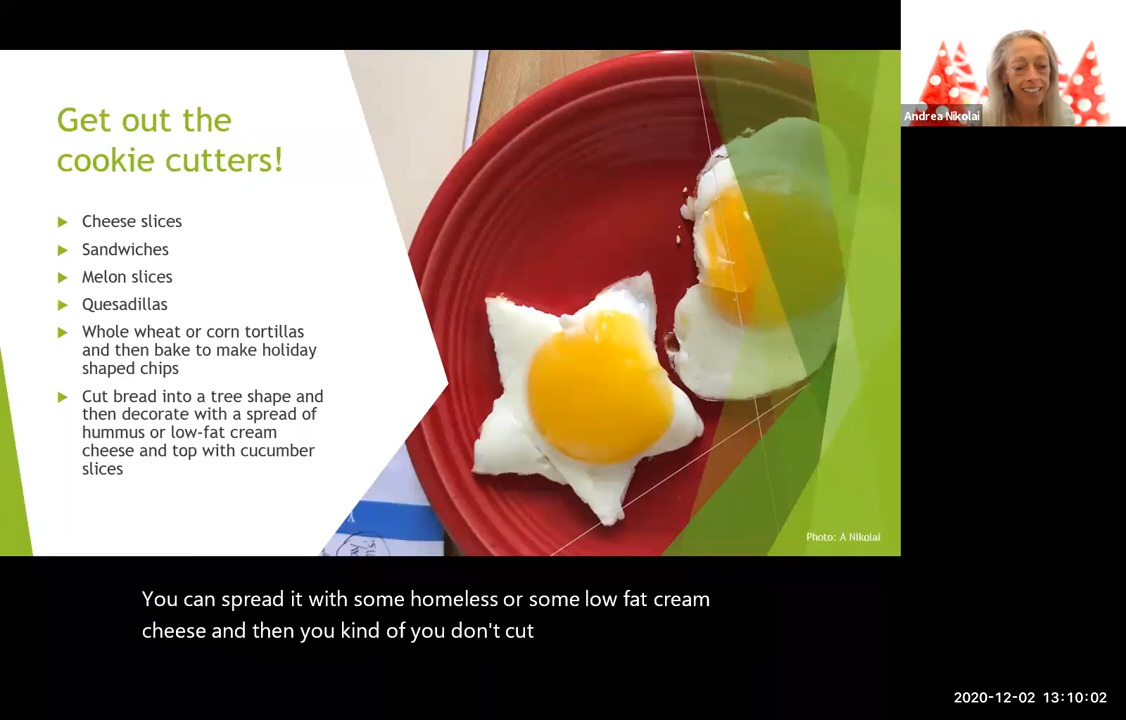 Get out the
cookie cutters!
Cheese slices
Sandwiches
Melon slices
Quesadillas
Whole wheat or corn tortillas
and then bake to make holiday
shaped chips
Cut bread into a tree shape and
then decorate with a spread of
hummus or low-fat cream
cheese and top with cucumber
slices
Photo: A Nikolai
Andrea Nikolai
You can spread it with some homeless or some low fat cream
cheese and then you kind of you don't cut
2020-12-02 13:10:02